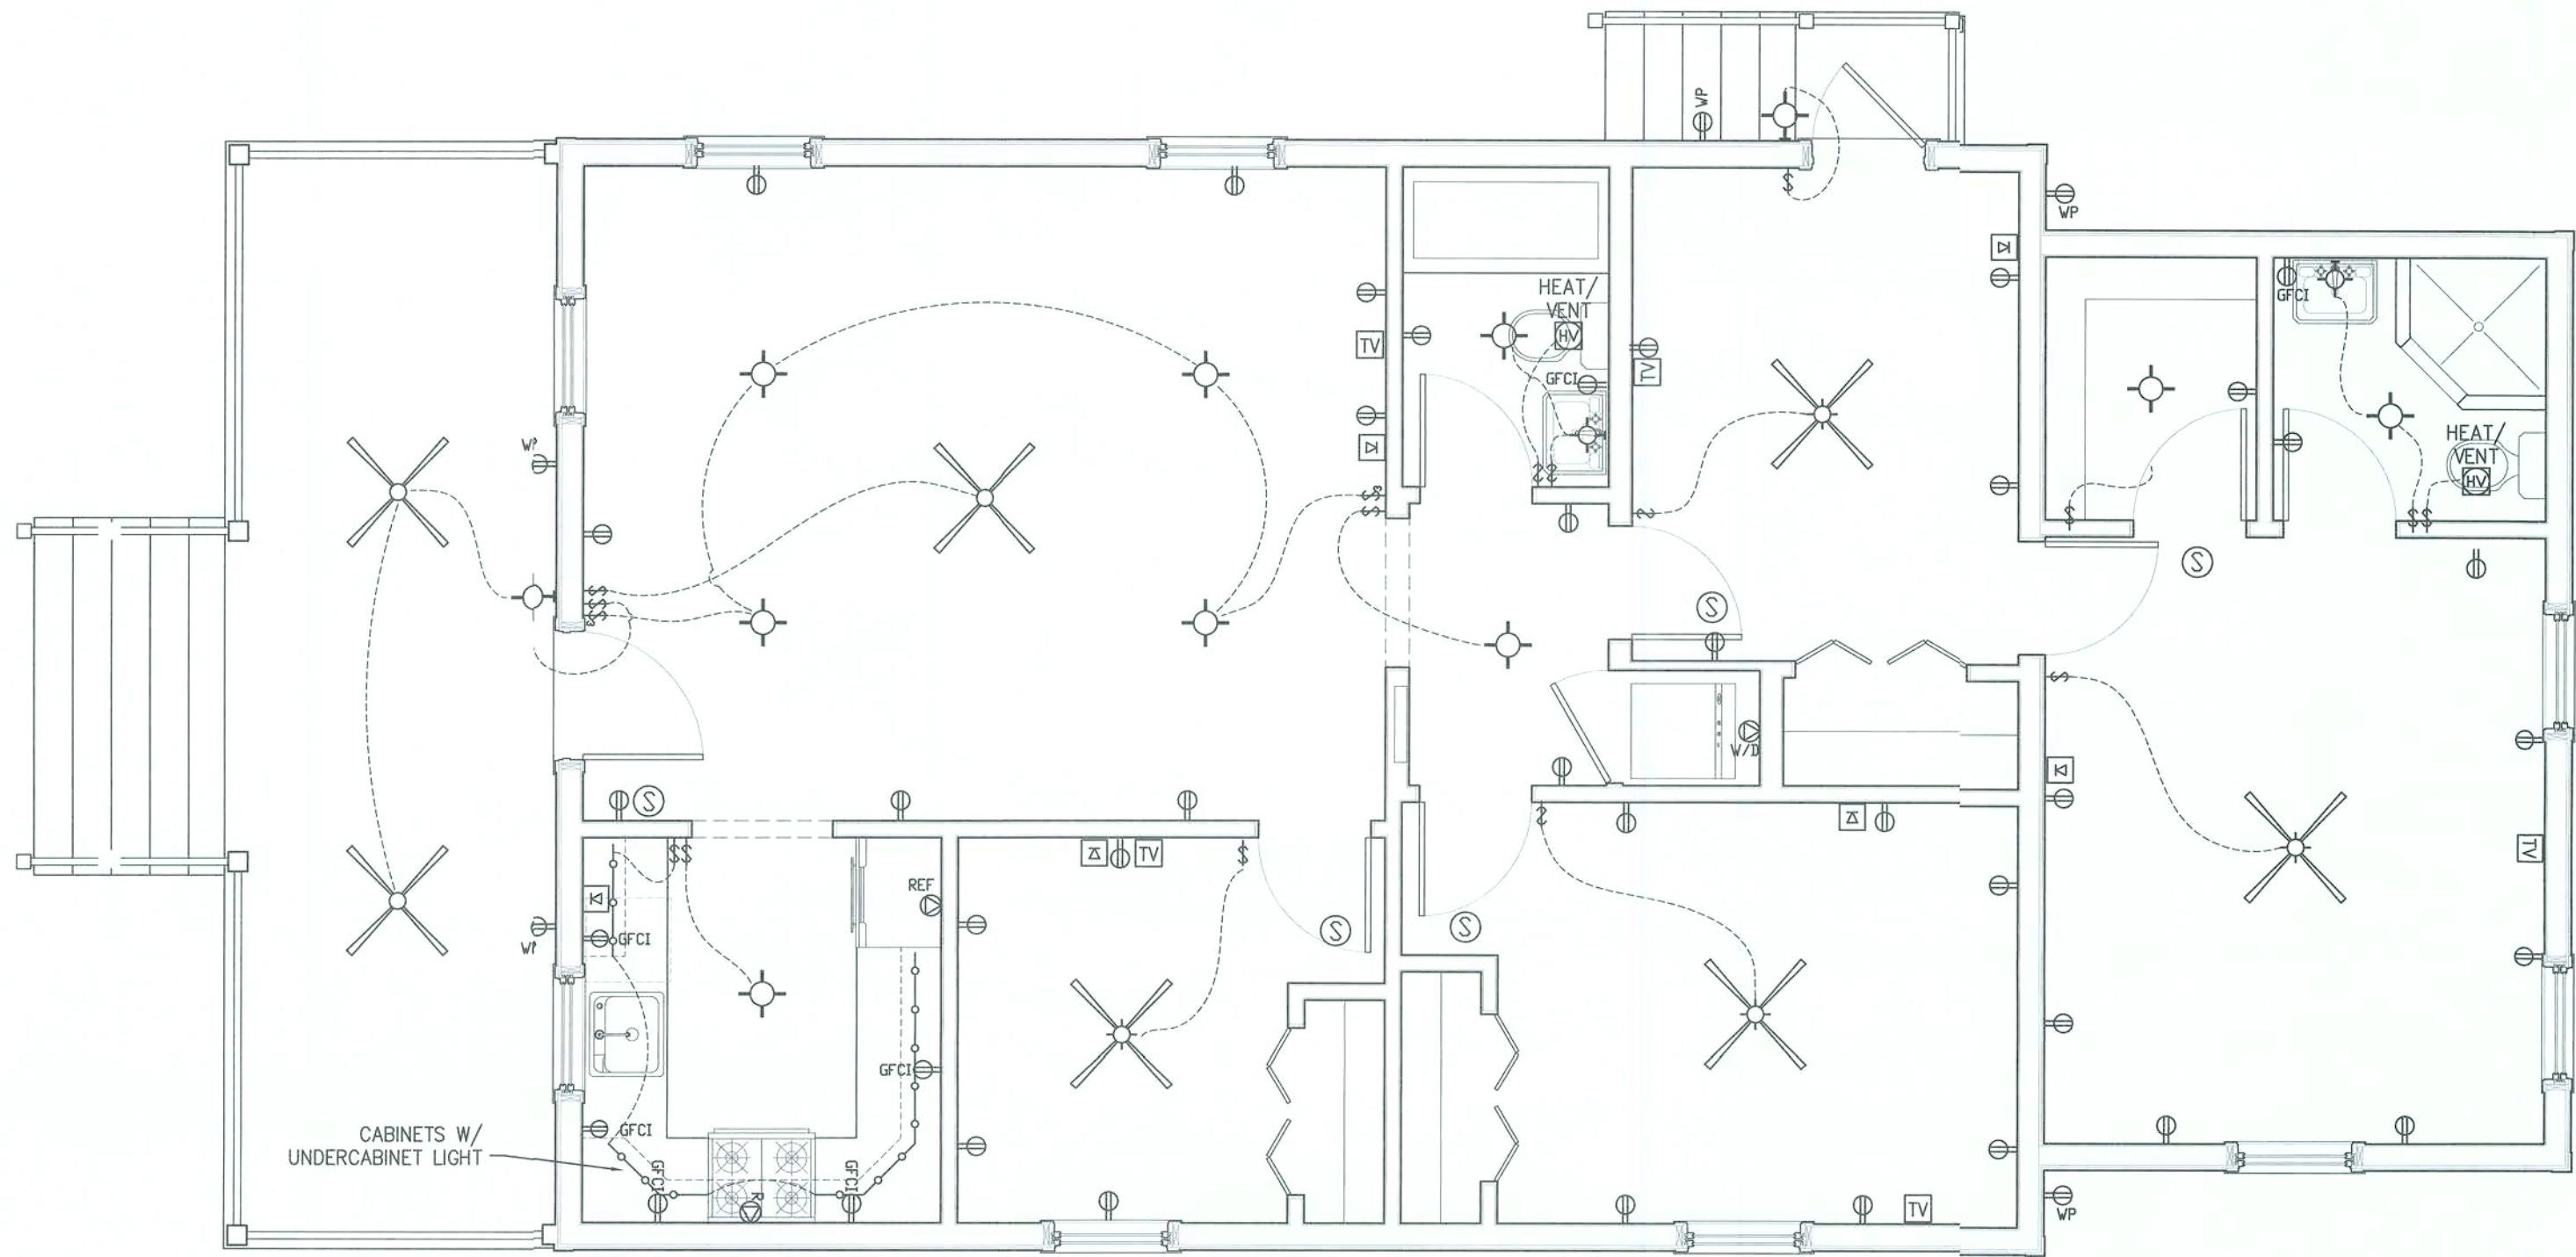 WP
WP
HEAT/
VENT
HV
GFCI
TV
TV
GFCI
HEAT/
VENT
HV
WP
S
S
W/D
S
TV
TV
REF
S
S
GFCI
WP
GFCI
GFCI
CABINETS W/
UNDERCABINET LIGHT
GFCI
GFCI
R
TV
WP